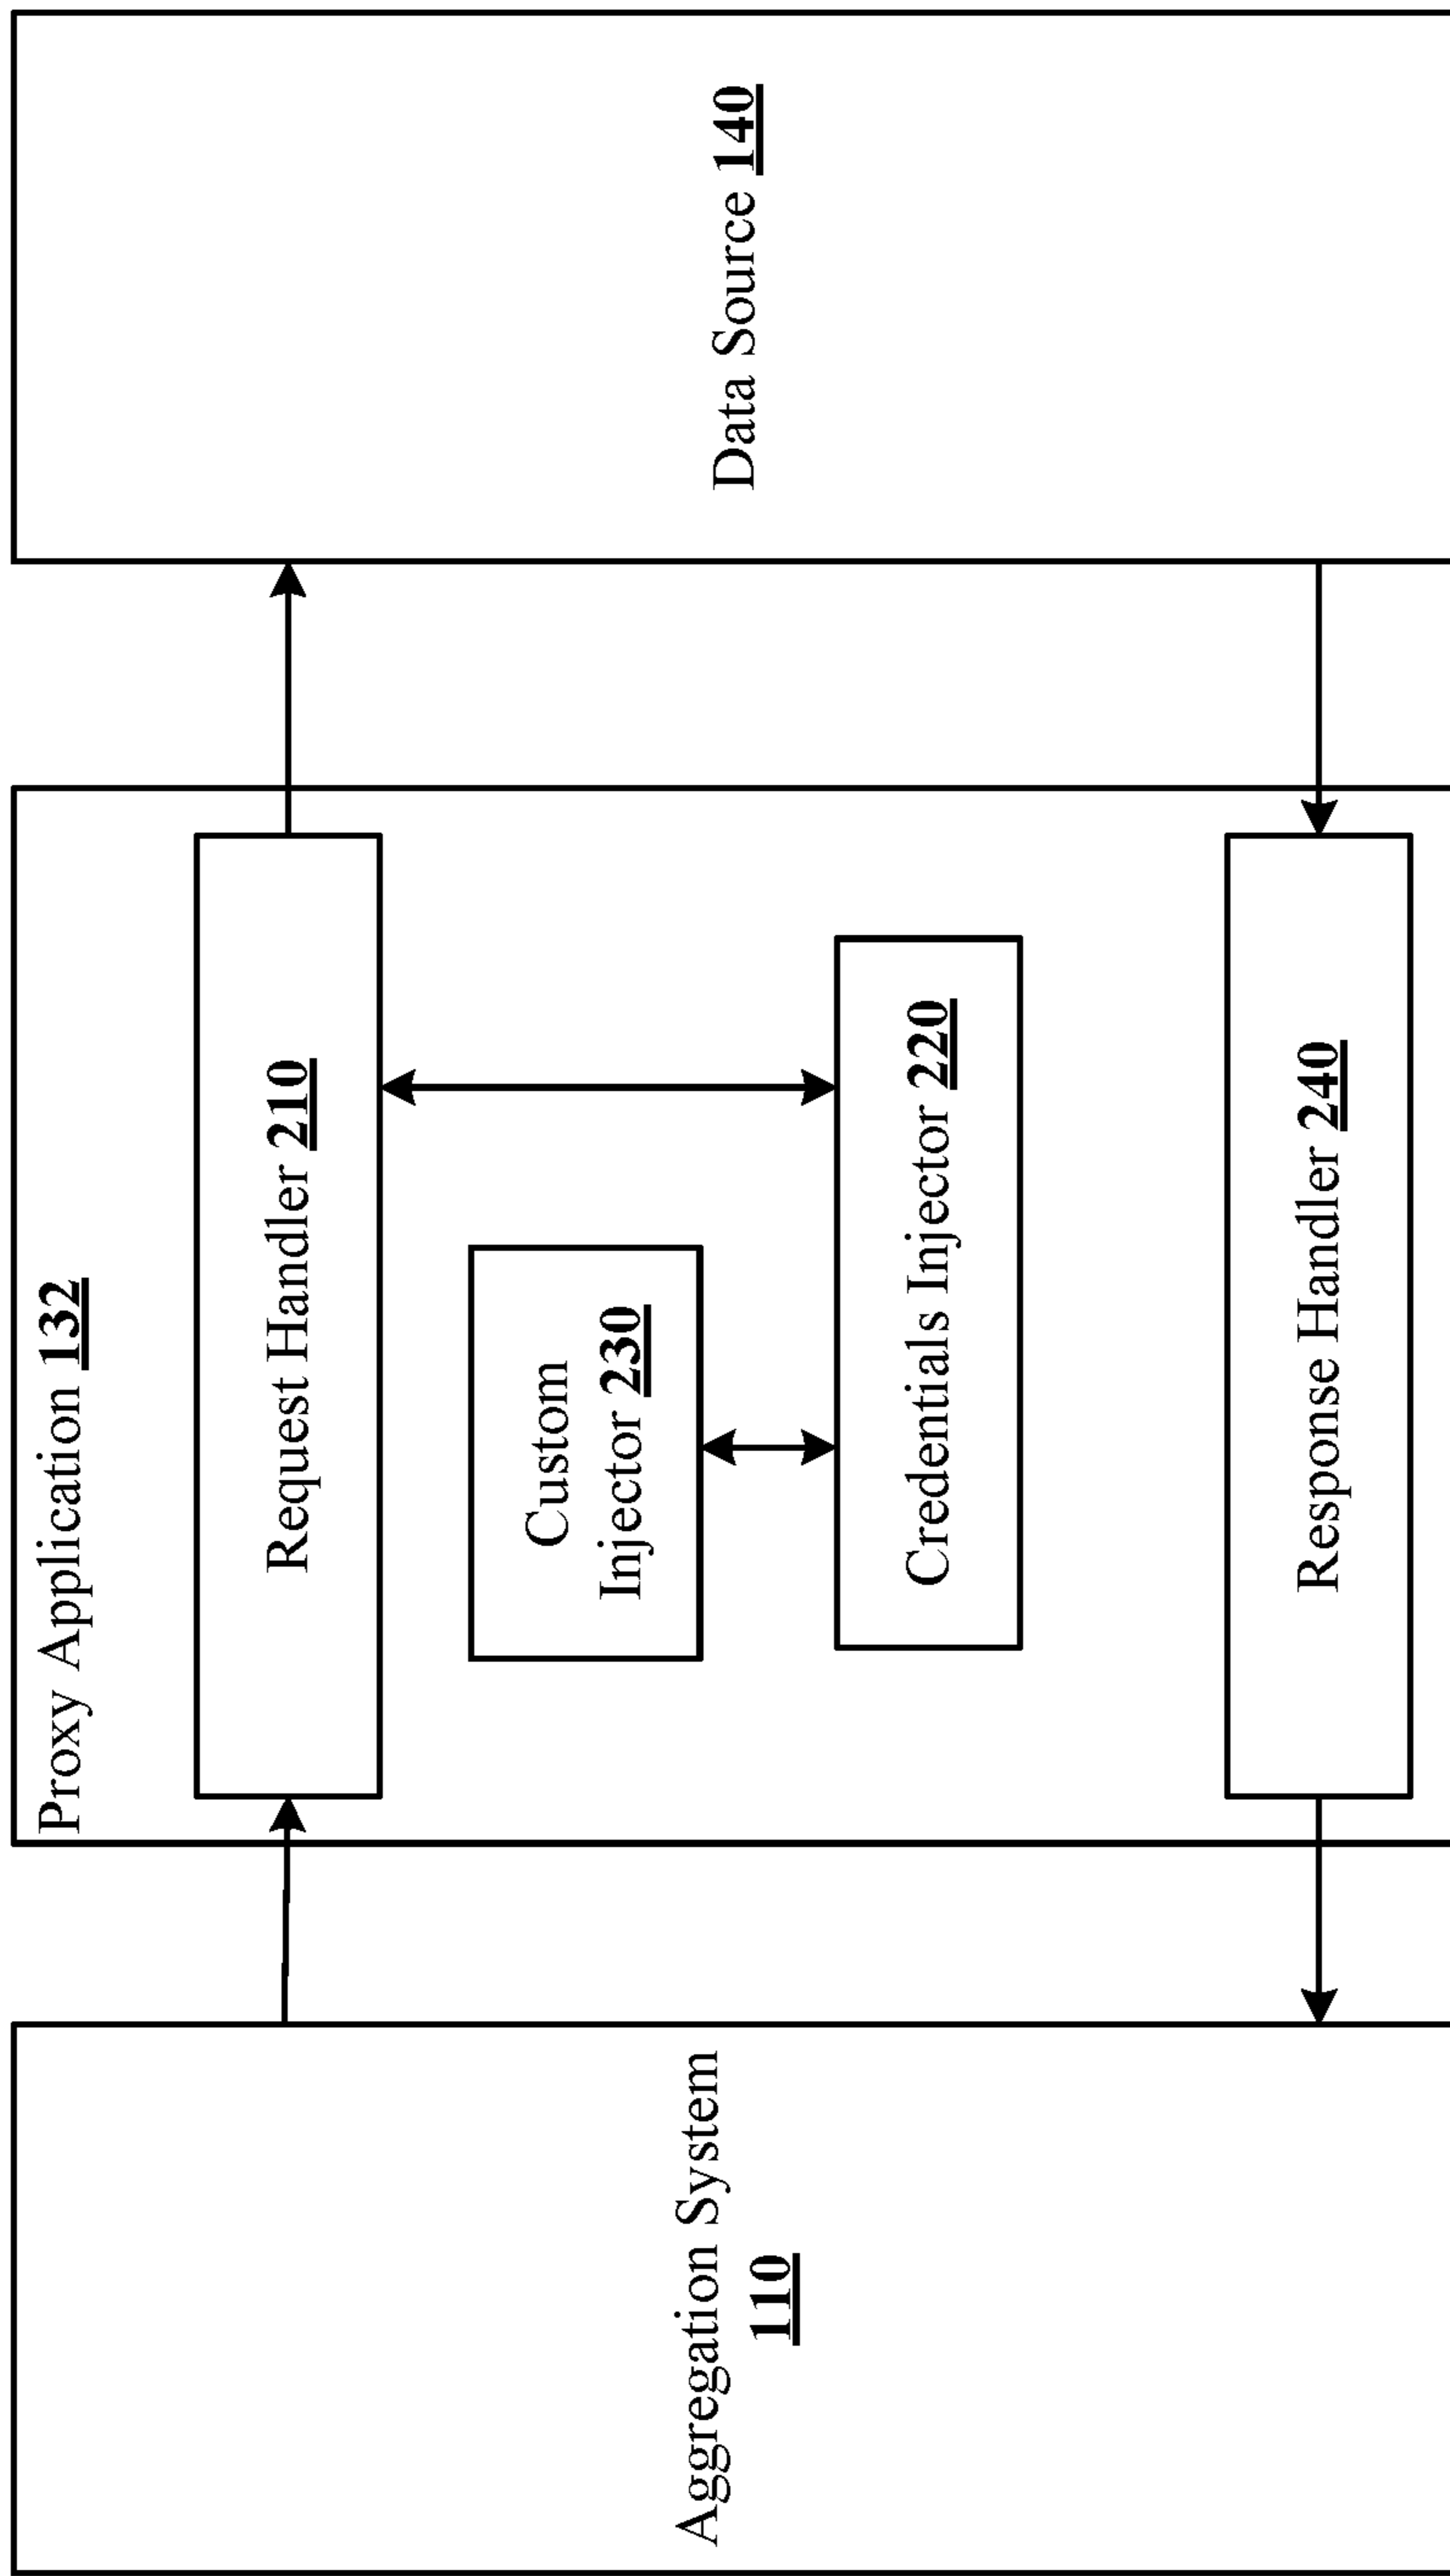 Aggregation System
110
Proxy Application 132
Request Handler 210
Custom
Injector 230
Credentials Injector 220
Response Handler 240
Data Source 140